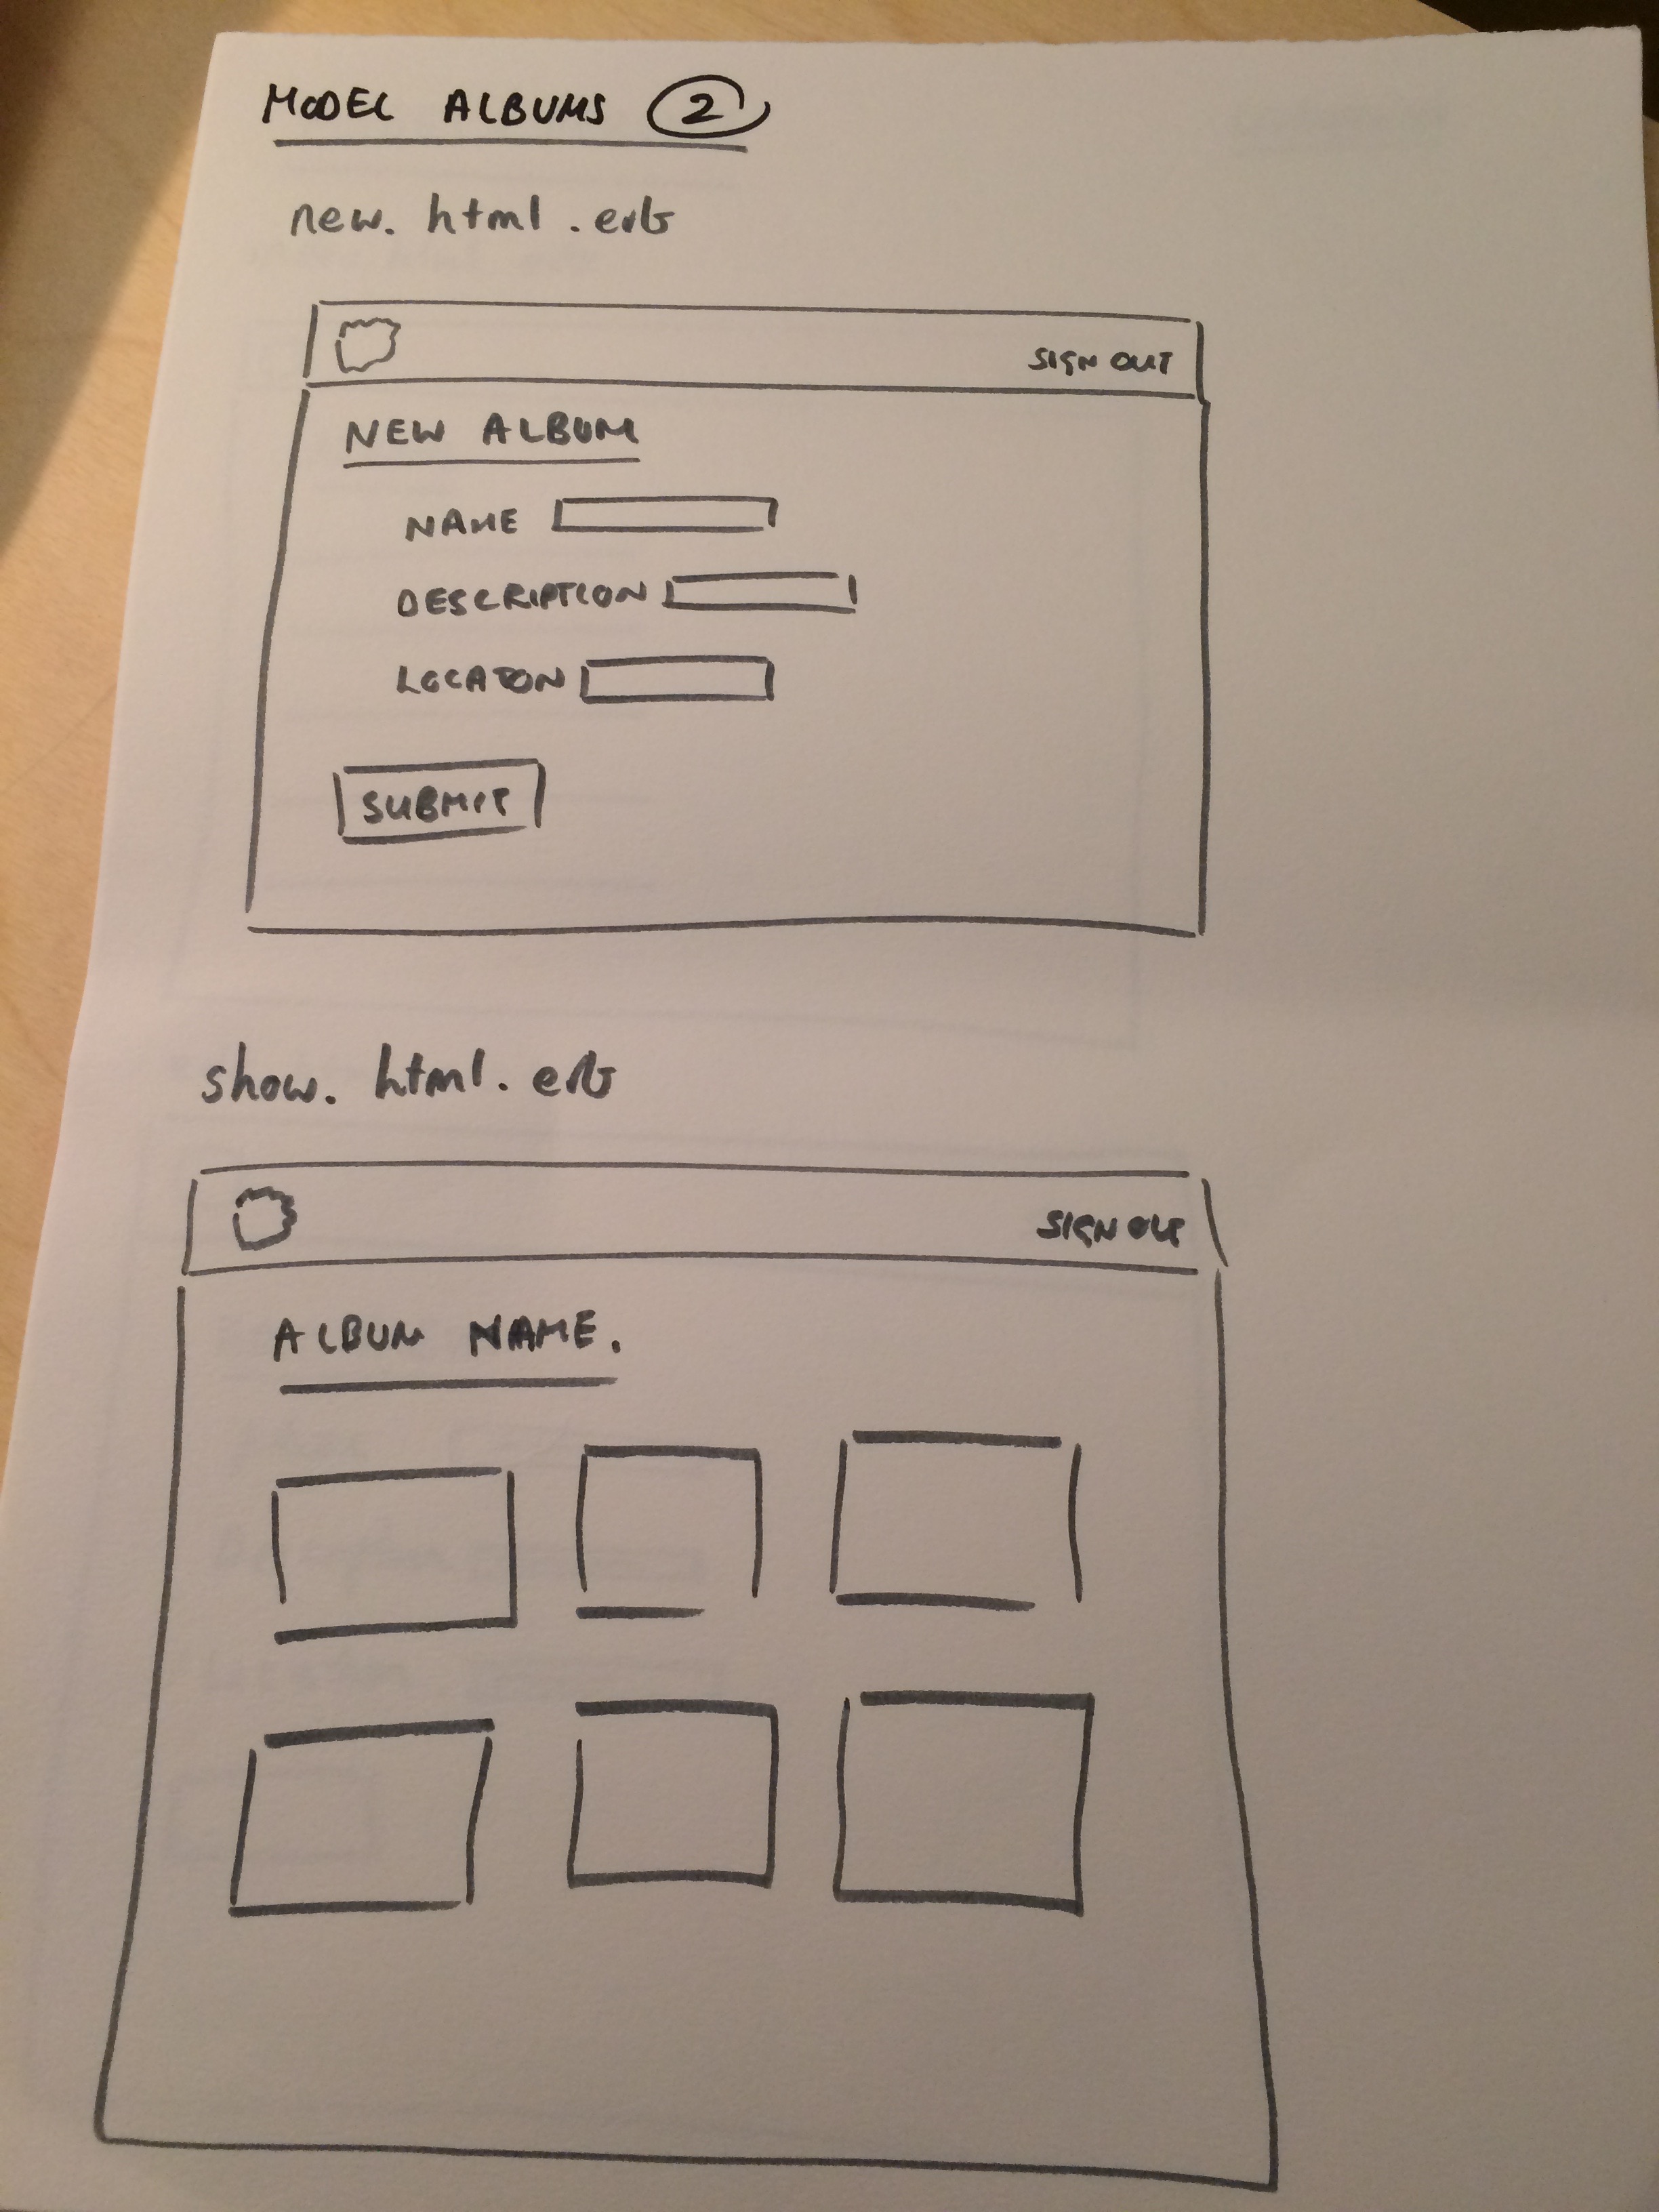 MODEL ALBUMS 2
new.html.erb
SIGN OUT
NEW ALBUM
NAME
DESCRIPTION
LOCATON
SUBMIT
show.html.erb
SIGN OUT
ALBUM NAME.